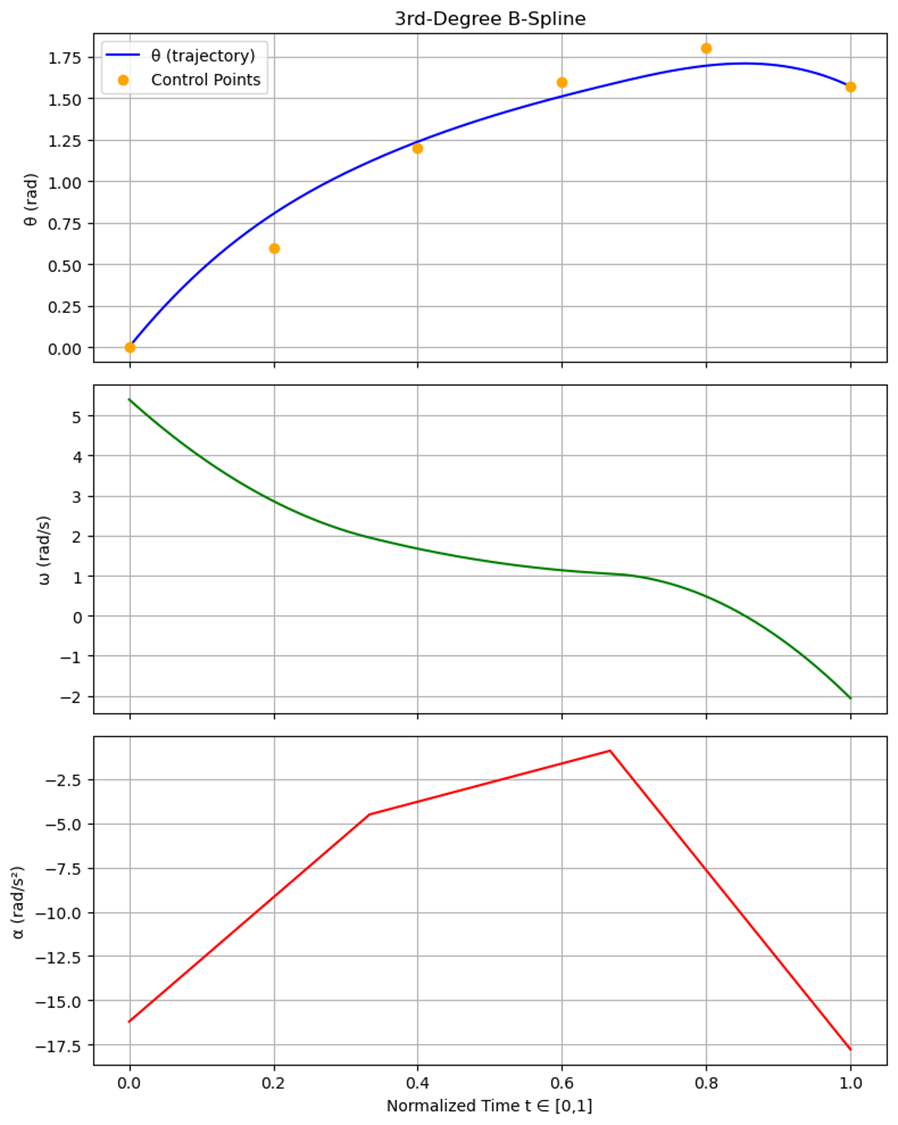 3rd-Degree B-Spline
θ (trajectory)
Control Points
1.75
1.50
1.25
1.00
0.75
0.50
0.25
0.00
θ (rad)
5
4
3
2
1
0
−1
−2
ω (rad/s)
−2.5
−5.0
−7.5
−10.0
−12.5
−15.0
−17.5
α (rad/s²)
0.0 0.2 0.4 0.6 0.8 1.0
Normalized Time t ∈ [0,1]